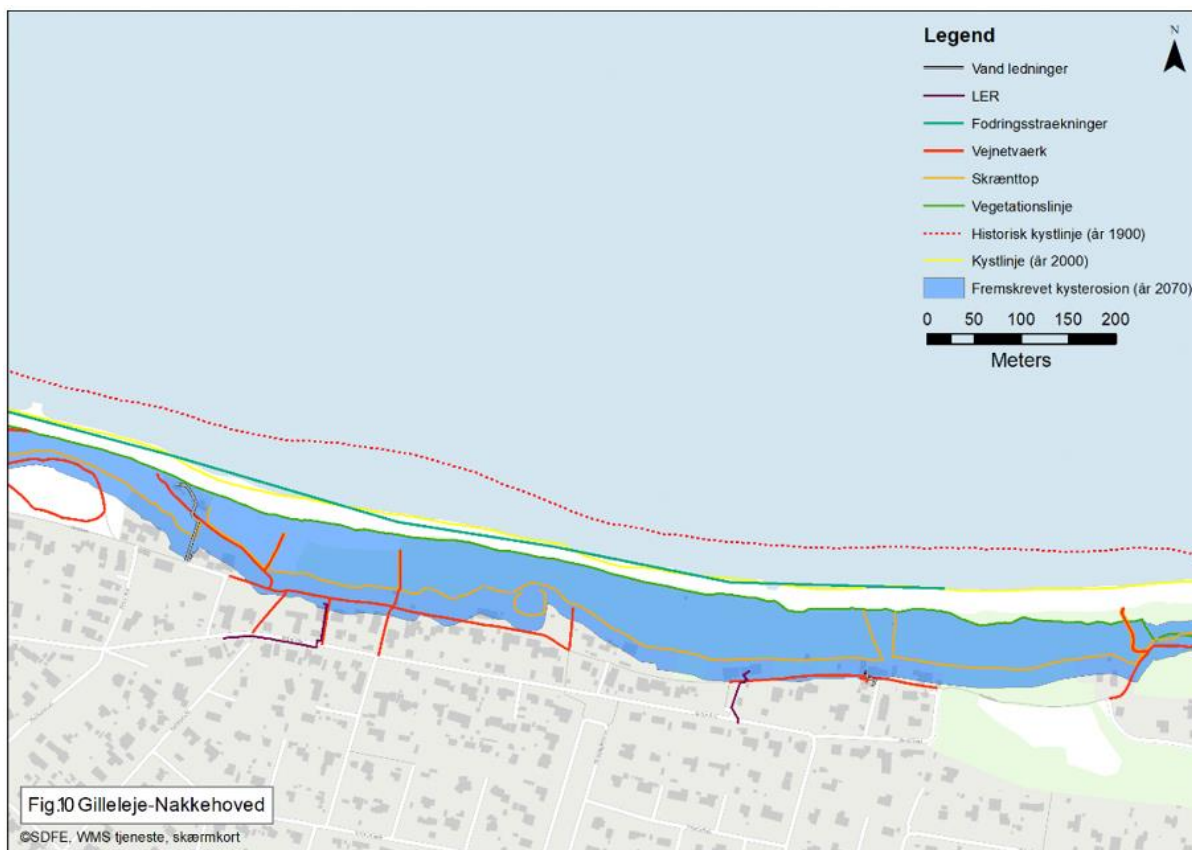 Legend
N
Vand ledninger
LER
Fodringsstraekninger
Vejnetvaerk
Skrænttop
Vegetationslinje
Historisk kystlinje (år 1900)
Kystlinje (år 2000)
Fremskrevet kysterosion (år 2070)
0 50 100 150 200
Meters
Fig.10 Gilleleje-Nakkehoved
©SDFE, WMS tjeneste, skærmkort